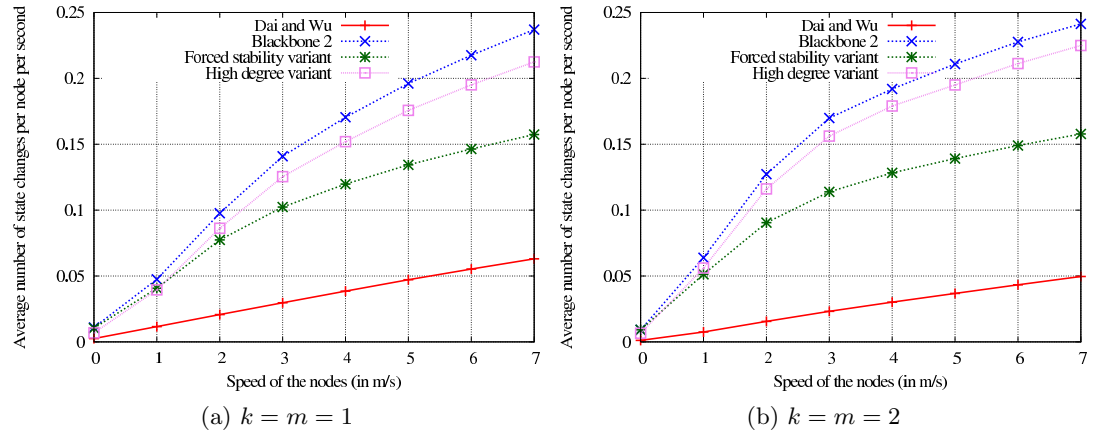 Average number of state changes per node per second
0.25
0.2
0.15
0.1
0.05
0
Dai and Wu
Blackbone 2
Forced stability variant
High degree variant
0 1 2 3 4 5 6 7
Speed of the nodes (in m/s)
(a) k = m = 1
Average number of state changes per node per second
0.25
0.2
0.15
0.1
0.05
0
Dai and Wu
Blackbone 2
Forced stability variant
High degree variant
0 1 2 3 4 5 6 7
Speed of the nodes (in m/s)
(b) k = m = 2